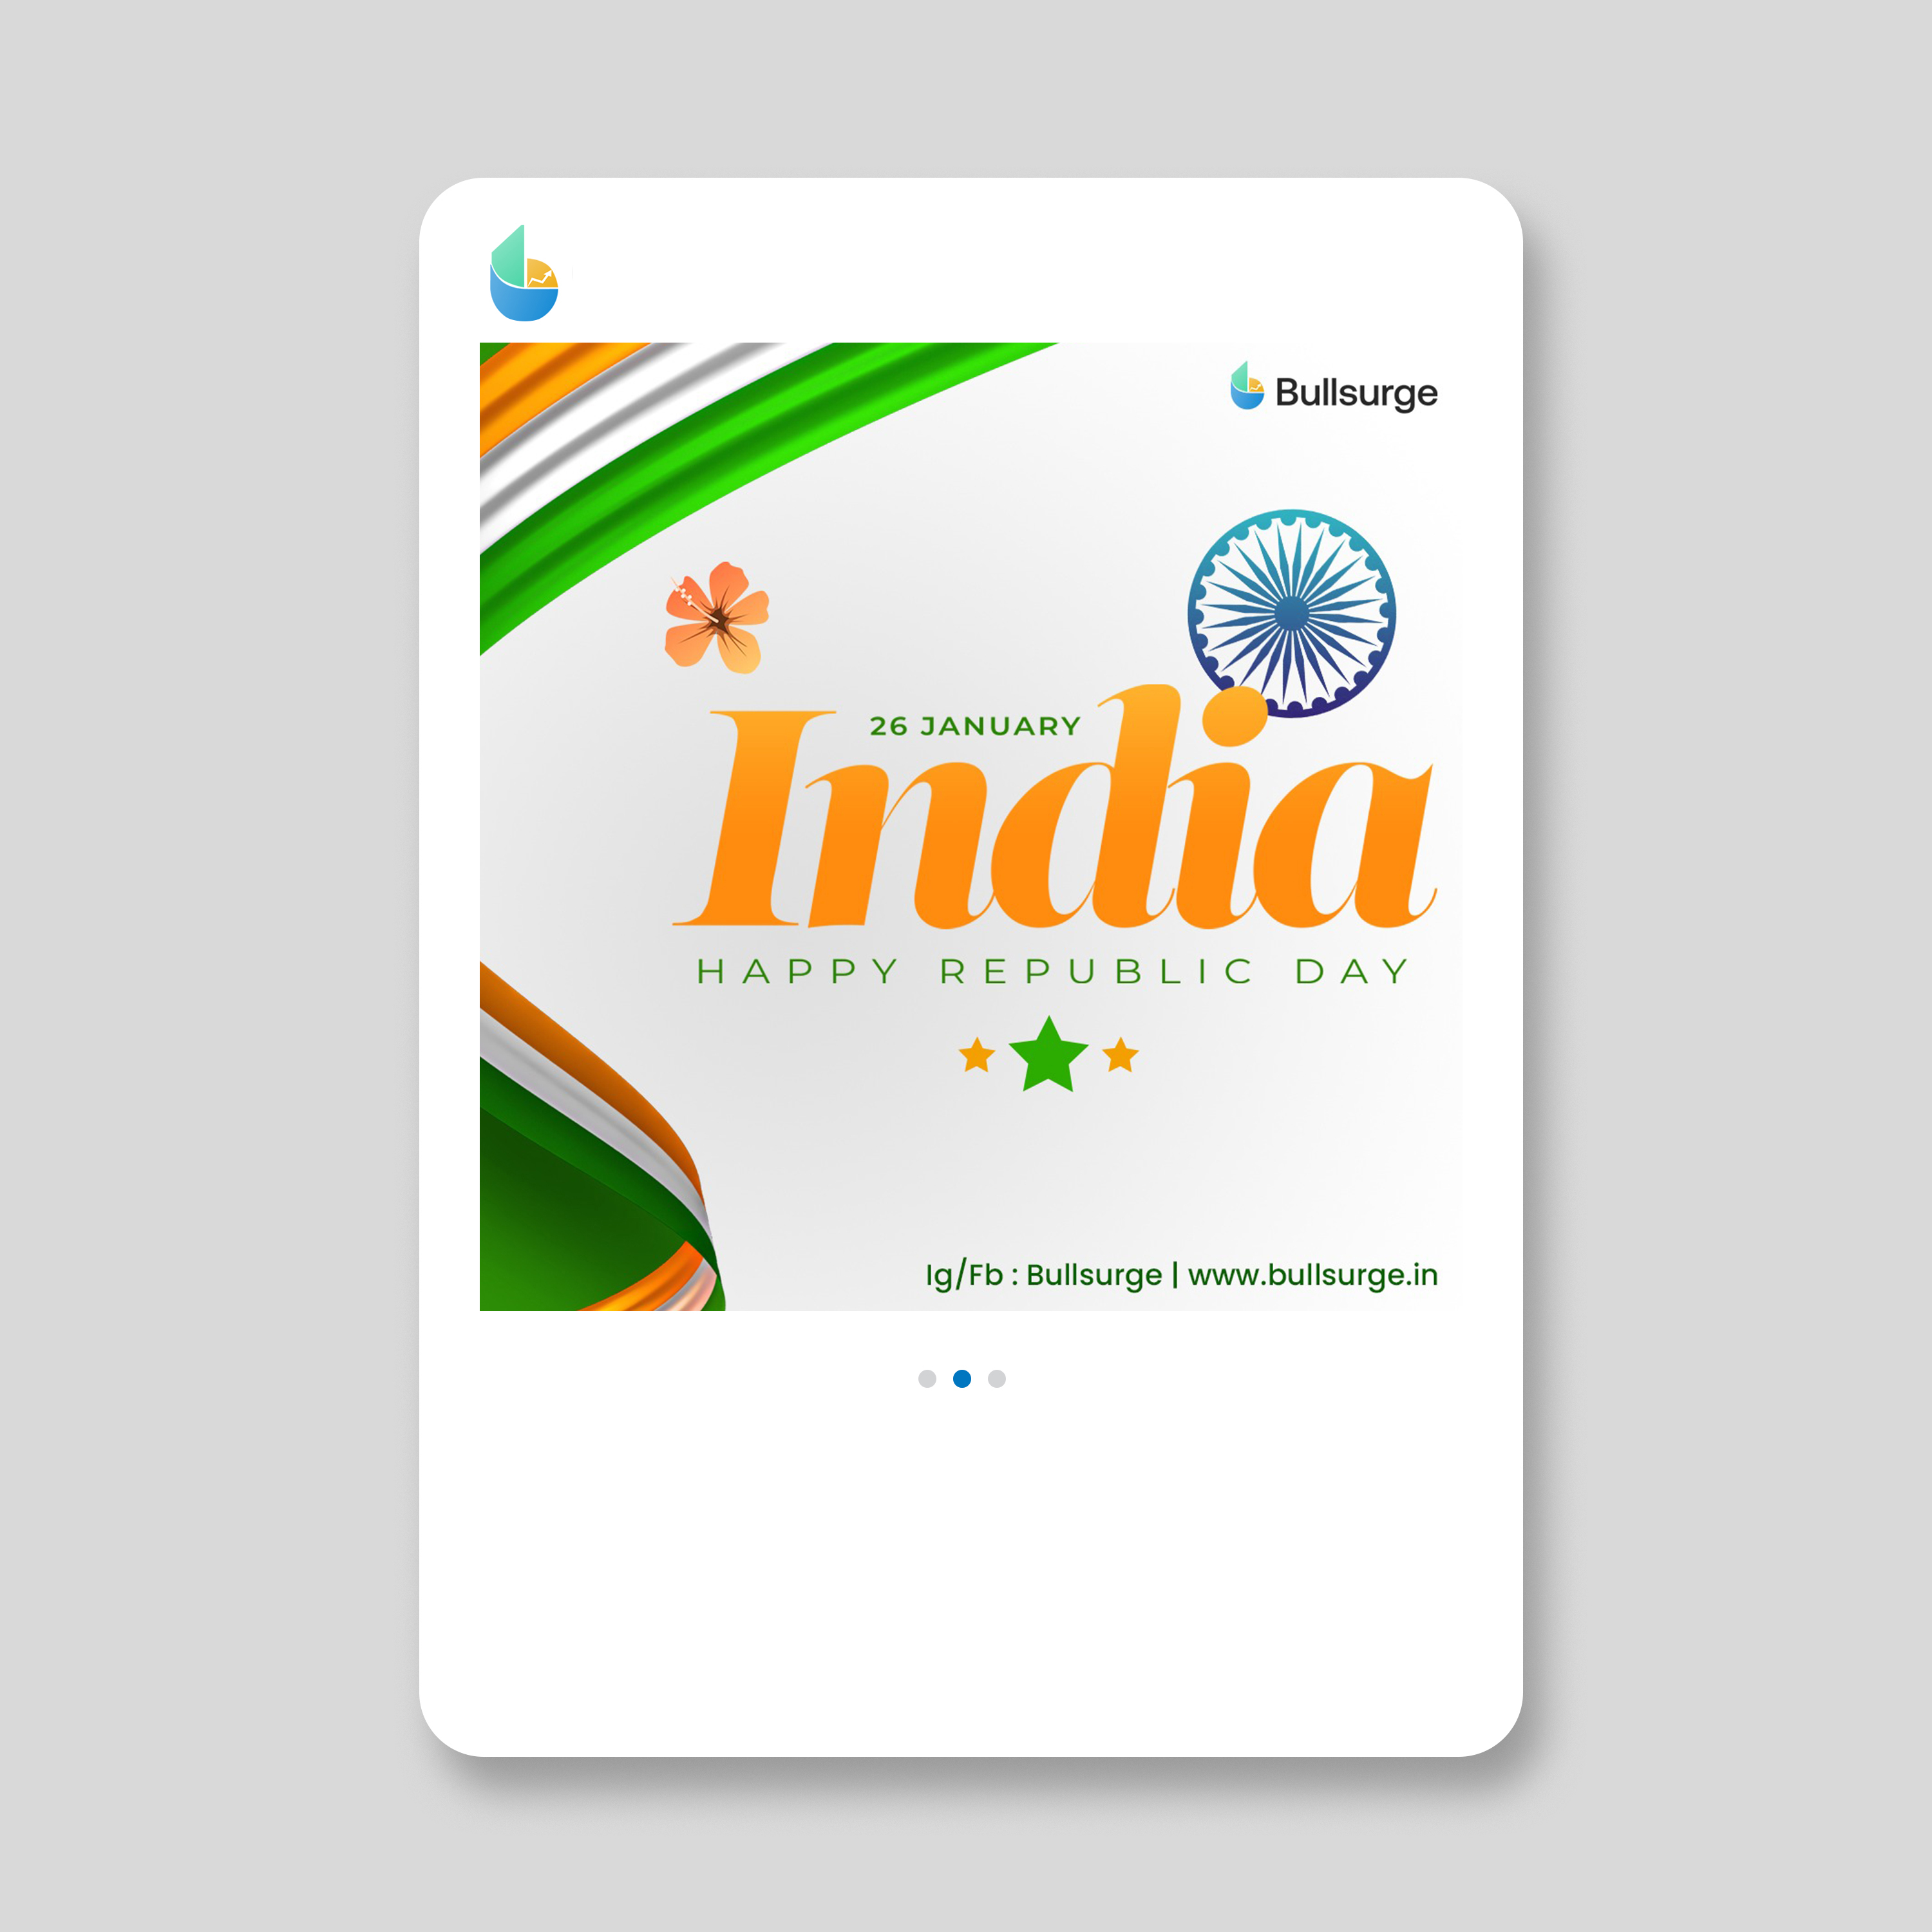 Bullsurge
26 JANUARY
India
HAPPY REPUBLIC DAY
Ig/Fb : Bullsurge | www.bullsurge.in